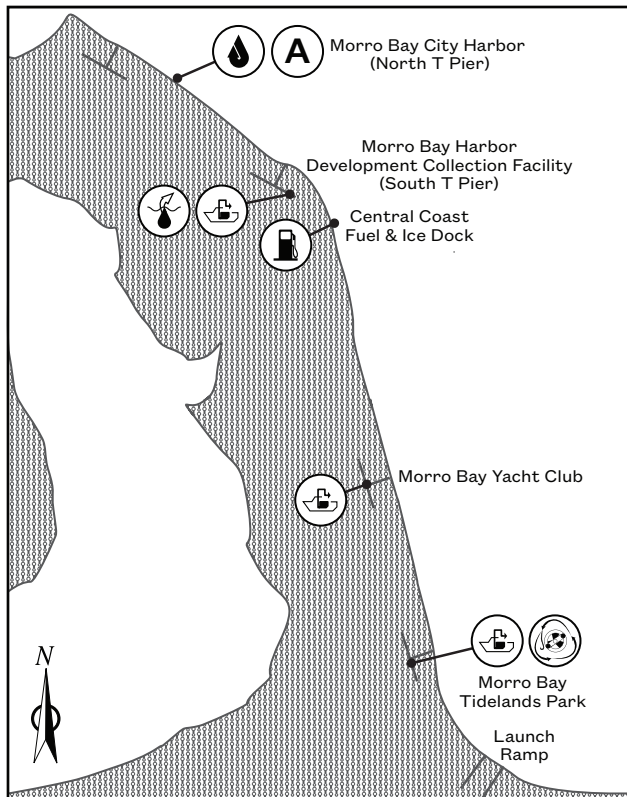 A
Morro Bay City Harbor
(North T Pier)
Morro Bay Harbor
Development Collection Facility
(South T Pier)
Central Coast
Fuel & Ice Dock
Morro Bay Yacht Club
Morro Bay
Tidelands Park
Launch
Ramp
N